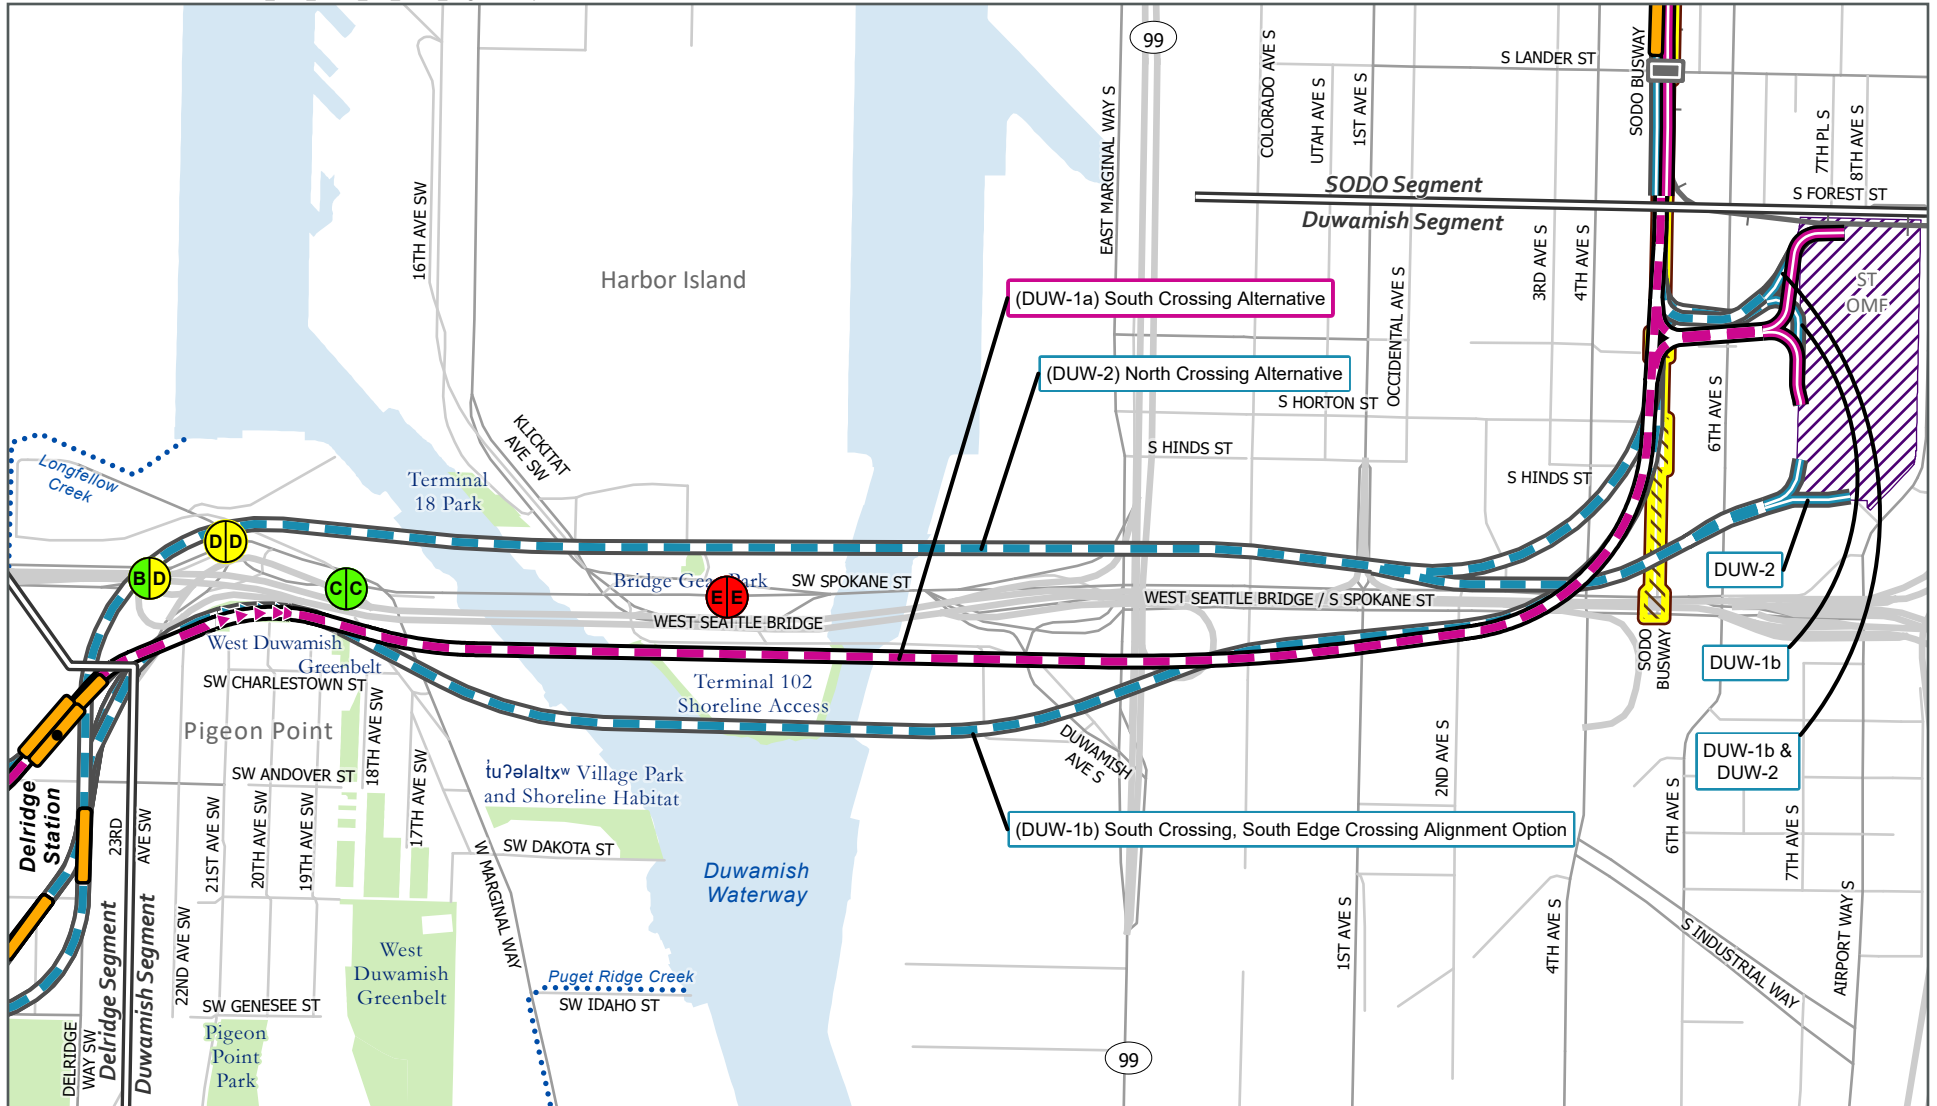 99
S LANDER ST
SODO BUSWAY
COLORADO AVE S
UTAH AVE S
1ST AVE S
EAST MARGINAL WAY S
7TH PL S
8TH AVE S
16TH AVE SW
SODO Segment
Duwamish Segment
S FOREST ST
Harbor Island
3RD AVE S
4TH AVE S
OCCIDENTAL AVE S
ST
OMF
(DUW-1a) South Crossing Alternative
(DUW-2) North Crossing Alternative
S HORTON ST
6TH AVE S
KLICKITAT
AVE SW
S HINDS ST
S HINDS ST
Longfellow
Creek
Terminal
18 Park
D D
B D
C C
E E
Bridge Gear Park
SW SPOKANE ST
WEST SEATTLE BRIDGE / S SPOKANE ST
WEST SEATTLE BRIDGE
DUW-2
DUW-1b
DUW-1b &
DUW-2
SODO
BUSWAY
West Duwamish
Greenbelt
SW CHARLESTOWN ST
Terminal 102
Shoreline Access
Pigeon Point
18TH AVE SW
17TH AVE SW
SW ANDOVER ST
DUWAMISH
AVE S
2ND AVE S
t̓uʔəlaltxʷ Village Park
and Shoreline Habitat
(DUW-1b) South Crossing, South Edge Crossing Alignment Option
Delridge
Station
23RD
AVE SW
21ST AVE SW
20TH AVE SW
19TH AVE SW
SW DAKOTA ST
W MARGINAL WAY
Duwamish
Waterway
6TH AVE S
7TH AVE S
22ND AVE SW
Delridge Segment
Duwamish Segment
West
Duwamish
Greenbelt
Puget Ridge Creek
SW IDAHO ST
SW GENESEE ST
Pigeon
Point
Park
DELRIDGE
WAY SW
1ST AVE S
4TH AVE S
S INDUSTRIAL WAY
AIRPORT WAY S
99